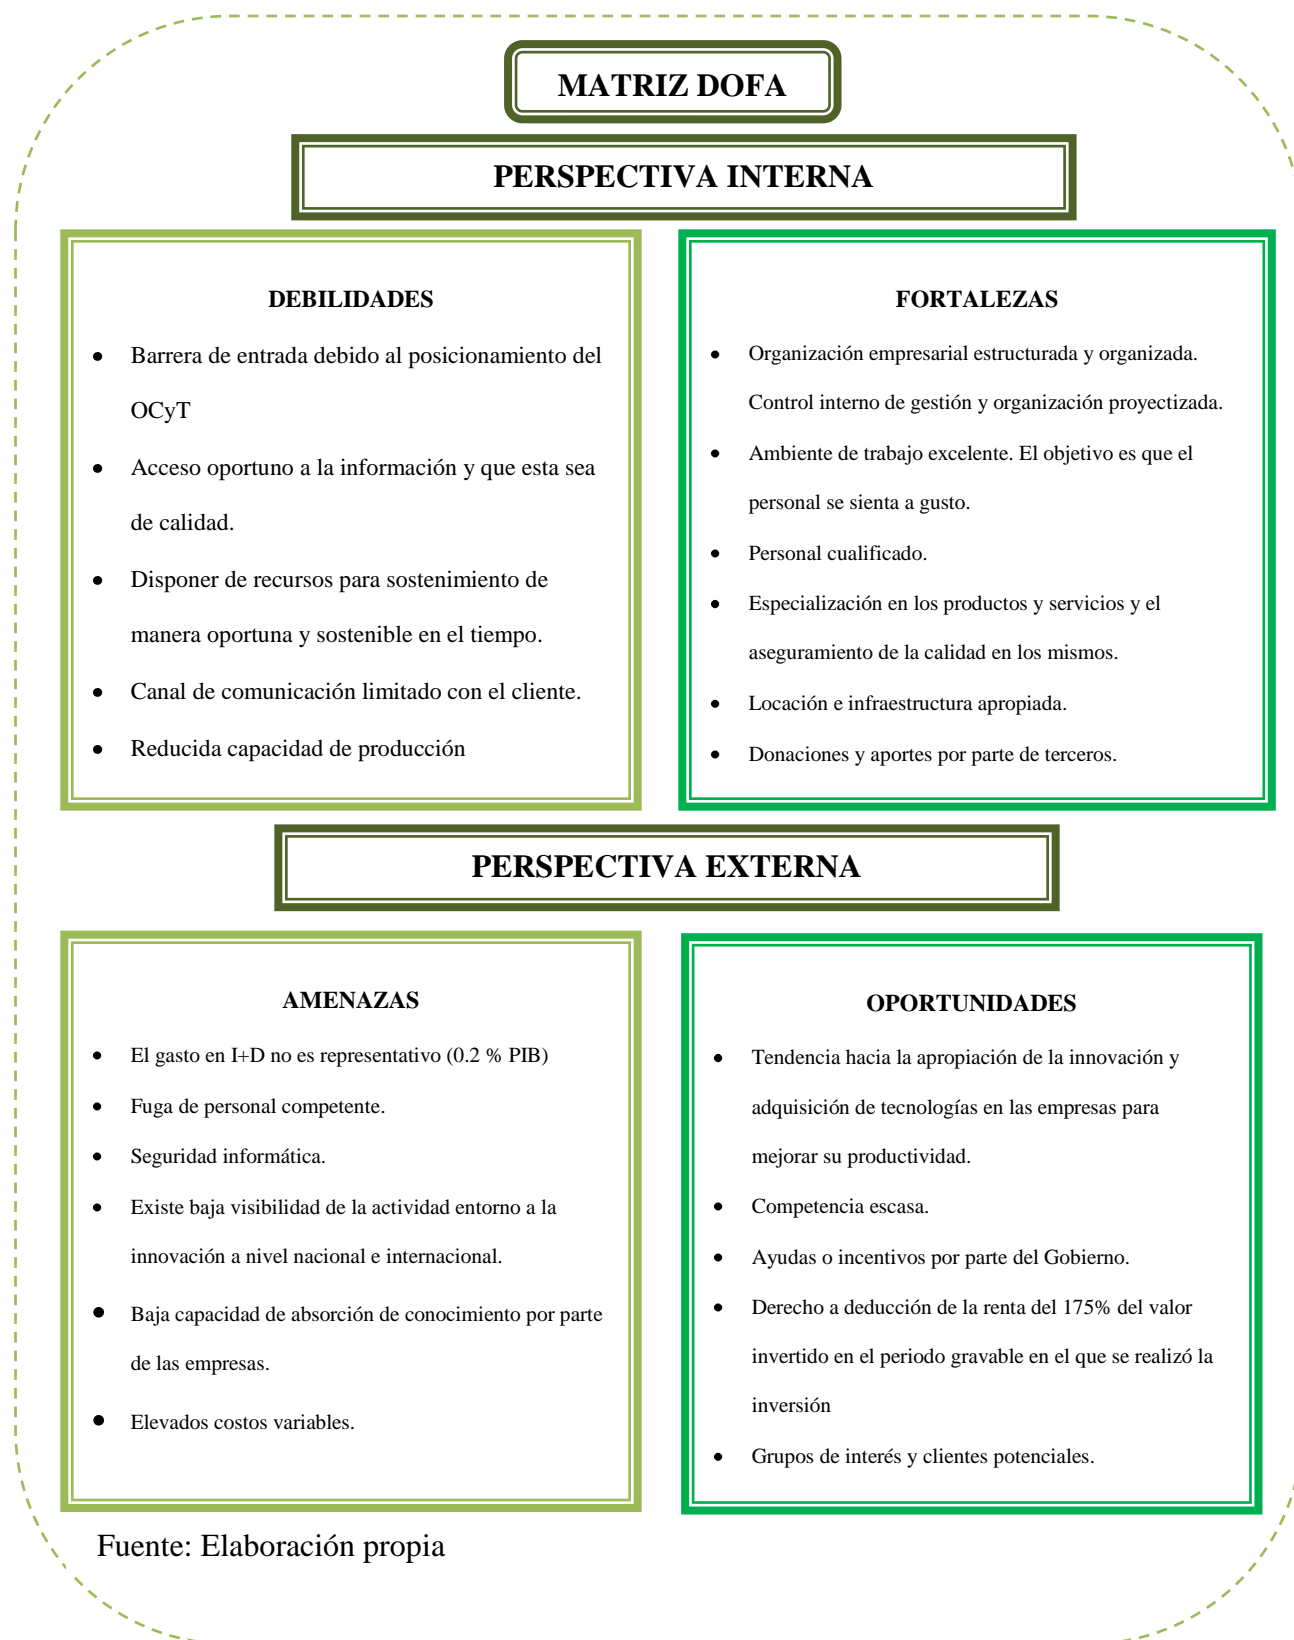 MATRIZ DOFA
PERSPECTIVA INTERNA
DEBILIDADES
• Barrera de entrada debido al posicionamiento del
OCyT
• Acceso oportuno a la información y que esta sea
de calidad.
• Disponer de recursos para sostenimiento de
manera oportuna y sostenible en el tiempo.
• Canal de comunicación limitado con el cliente.
• Reducida capacidad de producción
FORTALEZAS
• Organización empresarial estructurada y organizada.
Control interno de gestión y organización proyectizada.
• Ambiente de trabajo excelente. El objetivo es que el
personal se sienta a gusto.
• Personal cualificado.
• Especialización en los productos y servicios y el
aseguramiento de la calidad en los mismos.
• Locación e infraestructura apropiada.
• Donaciones y aportes por parte de terceros.
PERSPECTIVA EXTERNA
AMENAZAS
• El gasto en I+D no es representativo (0.2 % PIB)
• Fuga de personal competente.
• Seguridad informática.
• Existe baja visibilidad de la actividad entorno a la
innovación a nivel nacional e internacional.
• Baja capacidad de absorción de conocimiento por parte
de las empresas.
• Elevados costos variables.
OPORTUNIDADES
• Tendencia hacia la apropiación de la innovación y
adquisición de tecnologías en las empresas para
mejorar su productividad.
• Competencia escasa.
• Ayudas o incentivos por parte del Gobierno.
• Derecho a deducción de la renta del 175% del valor
invertido en el periodo gravable en el que se realizó la
inversión
• Grupos de interés y clientes potenciales.
Fuente: Elaboración propia